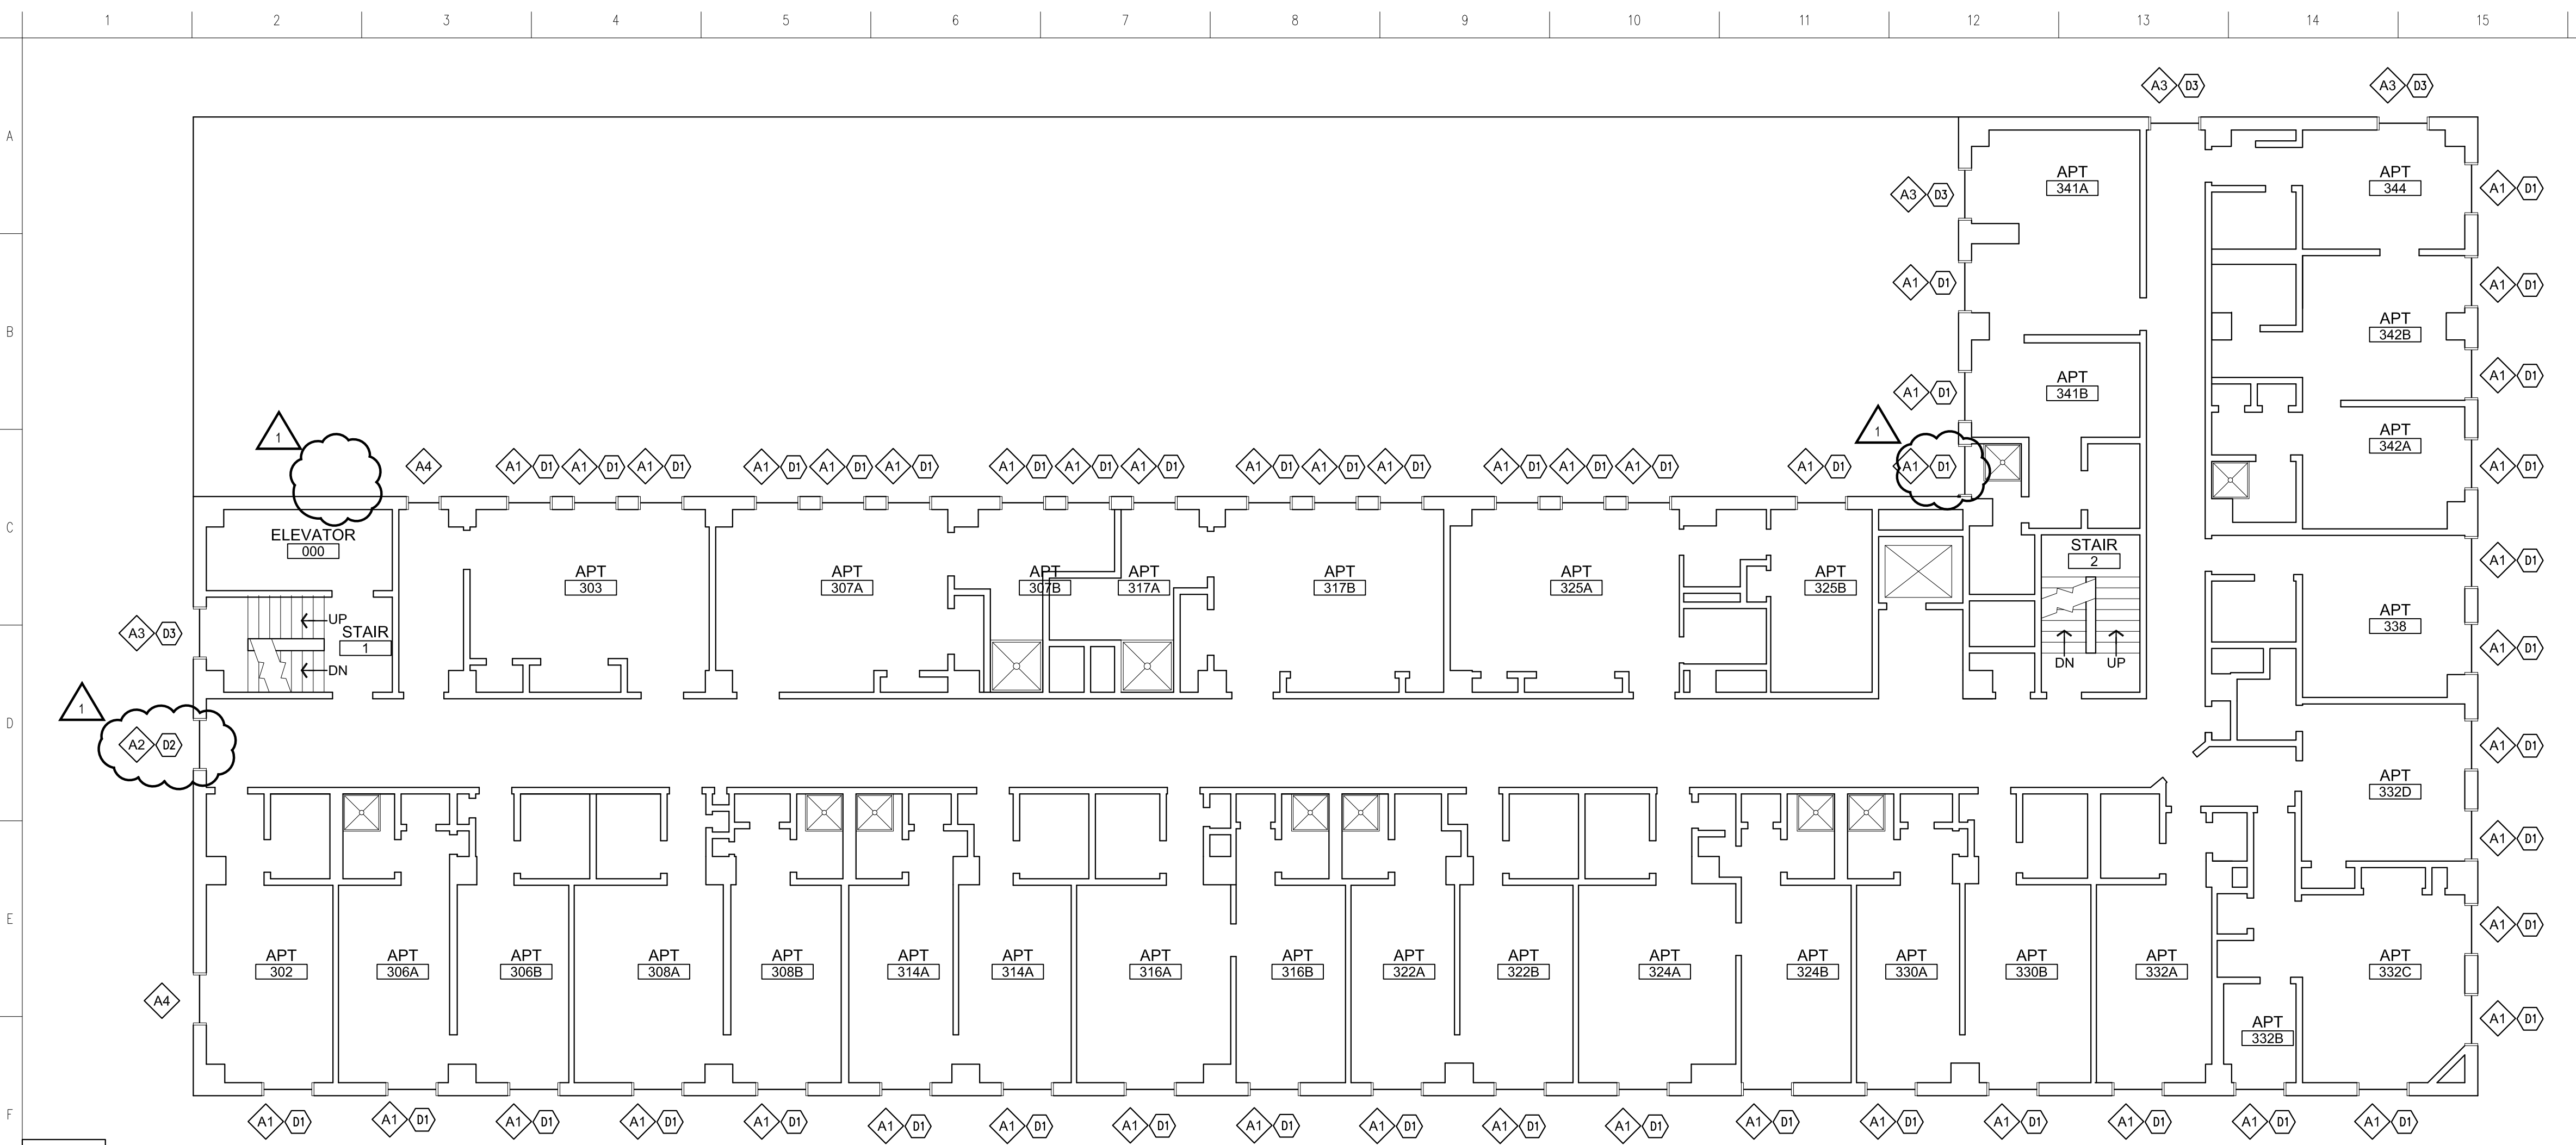 1 2 3 4 5 6 7 8 9 10 11 12 13 14 15
A3 D3 A3 D3
A
APT APT
341A 344
A3 D3 A1 D1
A1 D1 A1 D1
B
APT
342B
APT
341B
A1 D1 A1 D1
1 1
APT
342A
A4 A1 D1 A1 D1 A1 D1 A1 D1 A1 D1 A1 D1 A1 D1 A1 D1 A1 D1 A1 D1 A1 D1 A1 D1 A1 D1 A1 D1 A1 D1 A1 D1 A1 D1 A1 D1
C
ELEVATOR
000
STAIR
2
A1 D1
APT APT APT APT APT APT APT
303 307A 307B 317A 317B 325A 325B
APT
338
UP
STAIR
1
A3 D3
DN
DN UP
A1 D1
1
D
A2 D2 A1 D1
APT
332D
A1 D1
E
A1 D1
APT APT APT APT APT APT APT APT APT APT APT APT APT APT APT APT APT
302 306A 306B 308A 308B 314A 314A 316A 316B 322A 322B 324A 324B 330A 330B 332A 332C
A4
A1 D1
APT
332B
F
A1 D1 A1 D1 A1 D1 A1 D1 A1 D1 A1 D1 A1 D1 A1 D1 A1 D1 A1 D1 A1 D1 A1 D1 A1 D1 A1 D1 A1 D1 A1 D1 A1 D1 A1 D1